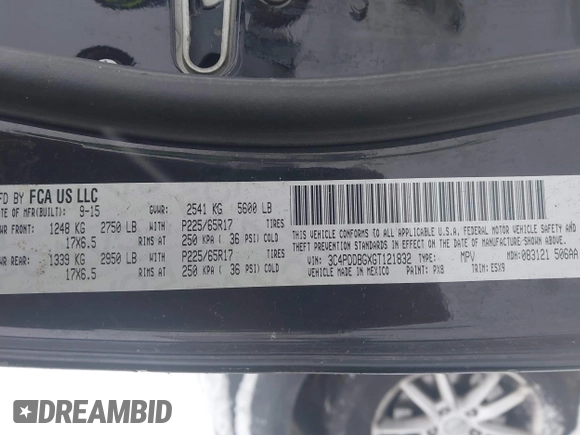 FD BY FCA US LLC
ATE OF MFR(BUILT): 9-15 GVWR: 2541 KG 5600 LB
WR FRONT: 1248 KG 2750 LB WITH P225/65R17 TIRES
17X6.5 RIMS AT 250 KPA ( 36 PSI) COLD
WR REAR: 1339 KG 2950 LB WITH P225/65R17 TIRES
17X6.5 RIMS AT 250 KPA ( 36 PSI) COLD
THIS VEHICLE CONFORMS TO ALL APPLICABLE U.S.A. FEDERAL MOTOR VEHICLE SAFETY AND
THEFT PREVENTION STANDARDS IN EFFECT ON THE DATE OF MANUFACTURE SHOWN ABOVE.
VIN: 3C4PDDBGXGT121832 TYPE: MPV MDH: 083121 506AA
MADE IN MEXICO PAINT: PX8 TRIM: E5X9
DREAMBID